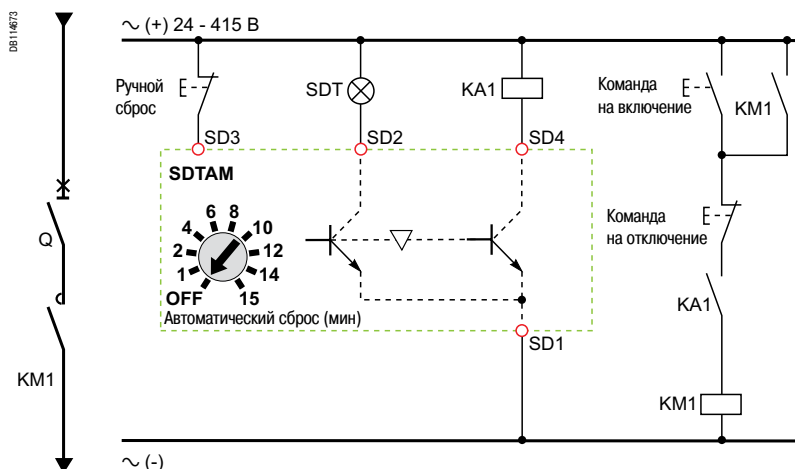 DB114673
∼ (+) 24 - 415 В
Ручной
сброс
SDT
KA1
Команда
на включение
KM1
SD3
SD2
SD4
SDTAM
6
8
4
10
2
12
1
14
OFF
15
Автоматический сброс (мин)
Q
Команда
на отключение
KA1
SD1
KM1
KM1
∼ (-)